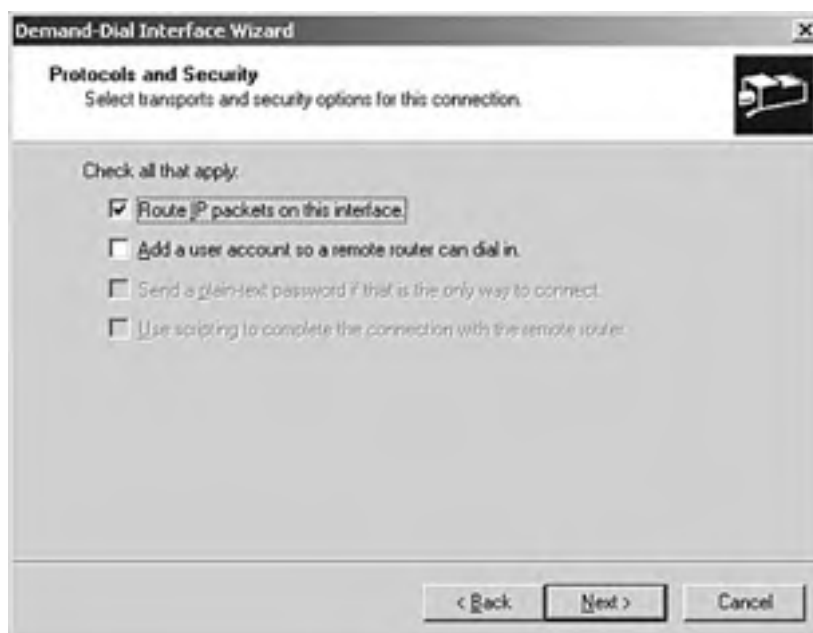 Demand-Dial Interface Wizard
Protocols and Security
Select transports and security options for this connection.
Check all that apply:
Route IP packets on this interface.
Add a user account so a remote router can dial in.
Send a plain-text password if that is the only way to connect.
Use scripting to complete the connection with the remote router.
< Back
Next >
Cancel